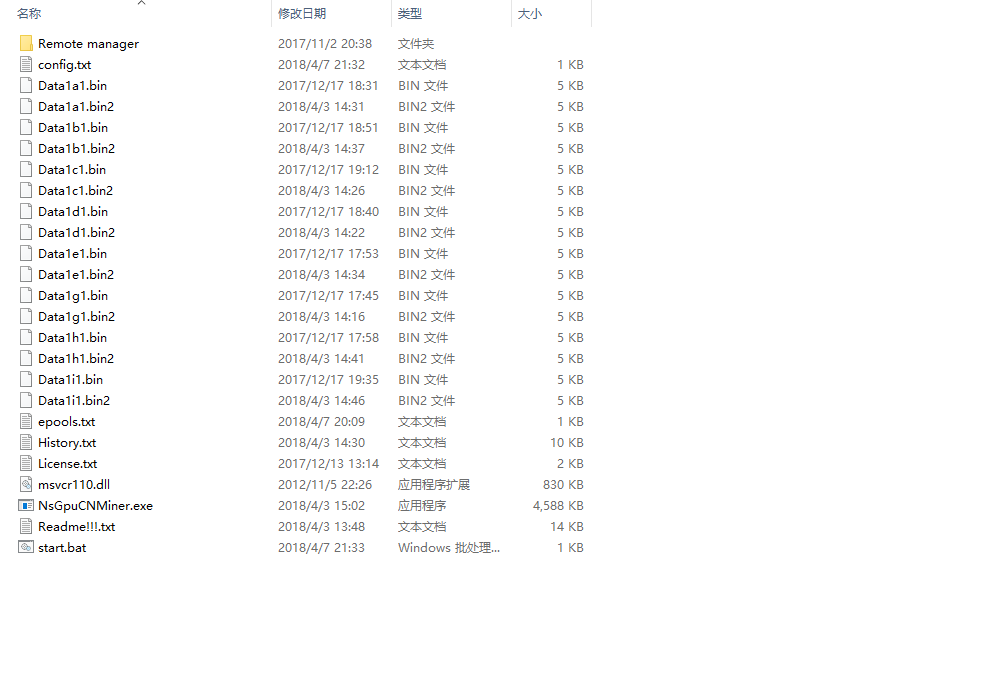 名称 修改日期 类型 大小
Remote manager 2017/11/2 20:38 文件夹
config.txt 2018/4/7 21:32 文本文档 1 KB
Data1a1.bin 2017/12/17 18:31 BIN 文件 5 KB
Data1a1.bin2 2018/4/3 14:31 BIN2 文件 5 KB
Data1b1.bin 2017/12/17 18:51 BIN 文件 5 KB
Data1b1.bin2 2018/4/3 14:37 BIN2 文件 5 KB
Data1c1.bin 2017/12/17 19:12 BIN 文件 5 KB
Data1c1.bin2 2018/4/3 14:26 BIN2 文件 5 KB
Data1d1.bin 2017/12/17 18:40 BIN 文件 5 KB
Data1d1.bin2 2018/4/3 14:22 BIN2 文件 5 KB
Data1e1.bin 2017/12/17 17:53 BIN 文件 5 KB
Data1e1.bin2 2018/4/3 14:34 BIN2 文件 5 KB
Data1g1.bin 2017/12/17 17:45 BIN 文件 5 KB
Data1g1.bin2 2018/4/3 14:16 BIN2 文件 5 KB
Data1h1.bin 2017/12/17 17:58 BIN 文件 5 KB
Data1h1.bin2 2018/4/3 14:41 BIN2 文件 5 KB
Data1i1.bin 2017/12/17 19:35 BIN 文件 5 KB
Data1i1.bin2 2018/4/3 14:46 BIN2 文件 5 KB
epools.txt 2018/4/7 20:09 文本文档 1 KB
History.txt 2018/4/3 14:30 文本文档 10 KB
License.txt 2017/12/13 13:14 文本文档 2 KB
msvcr110.dll 2012/11/5 22:26 应用程序扩展 830 KB
NsGpuCNMiner.exe 2018/4/3 15:02 应用程序 4,588 KB
Readme!!!.txt 2018/4/3 13:48 文本文档 14 KB
start.bat 2018/4/7 21:33 Windows 批处理... 1 KB